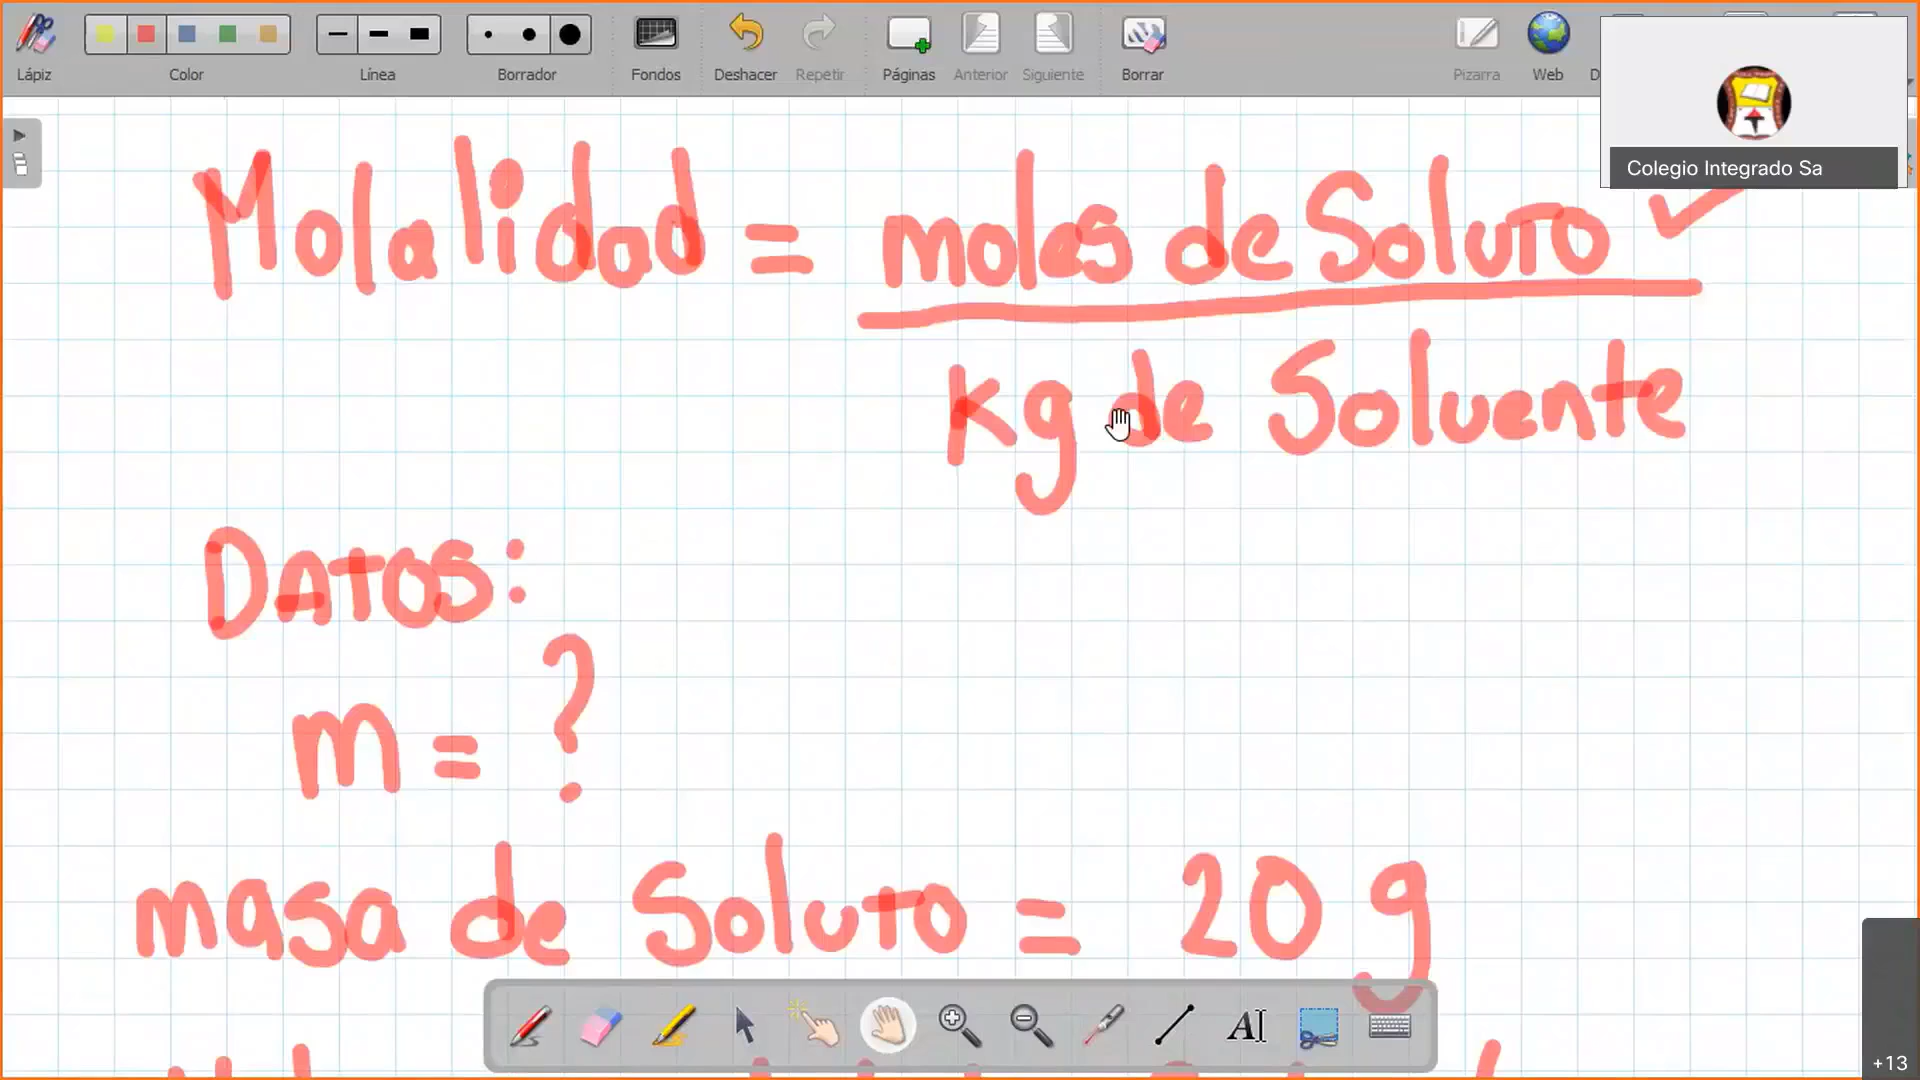 Lápiz Color Línea Borrador Fondos Deshacer Repetir Páginas Anterior Siguiente Borrar Pizarra Web
Colegio Integrado Sa
Molalidad = moles de Soluto ✓
kg de Solvente
DATOS:
m = ?
masa de Soluto = 20 g
+13